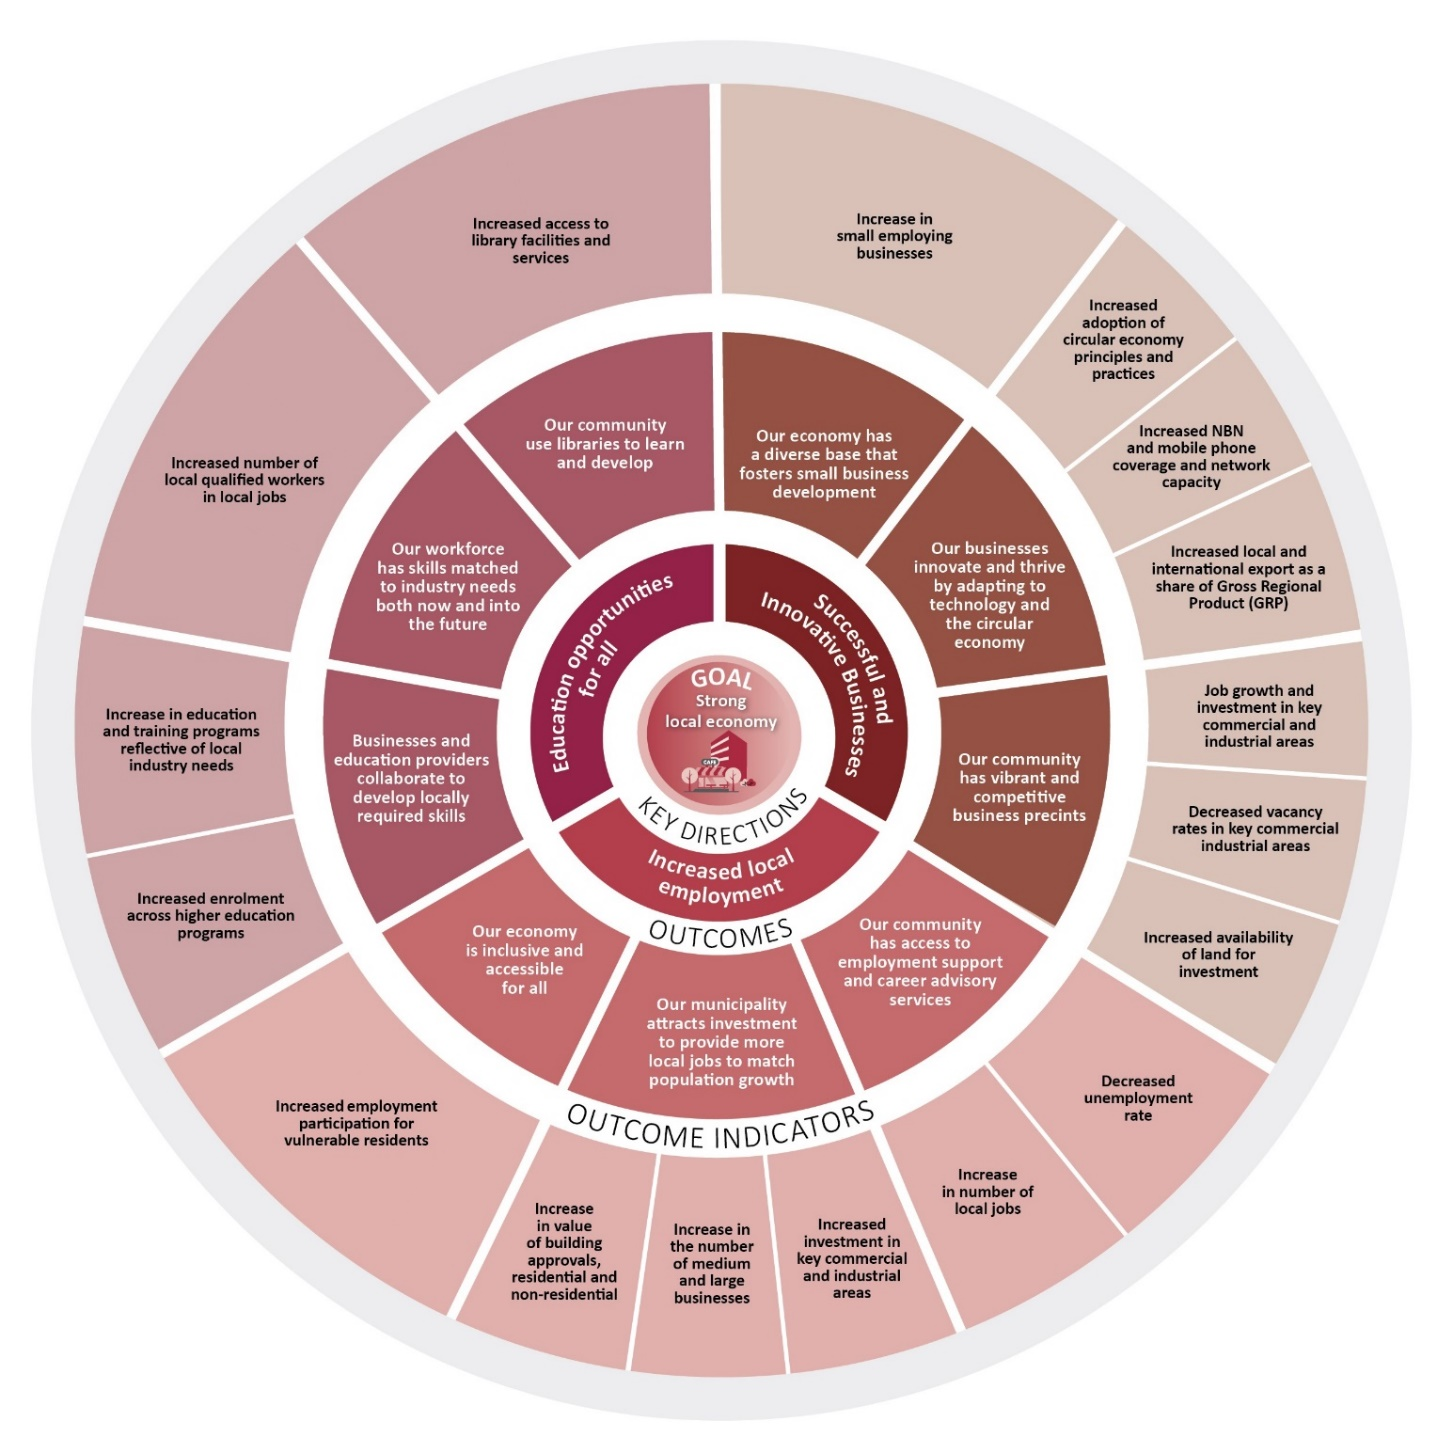 GOAL
Strong
local economy
CAFE
KEY DIRECTIONS
Education opportunities
for all
Successful and
Innovative Businesses
Increased local
employment
OUTCOMES
Our economy has
a diverse base that
fosters small business
development
Our businesses
innovate and thrive
by adapting to
technology and
the circular
economy
Our community
has vibrant and
competitive
business precints
Our community
has access to
employment support
and career advisory
services
Our municipality
attracts investment
to provide more
local jobs to match
population growth
Our economy
is inclusive and
accessible
for all
Businesses and
education providers
collaborate to
develop locally
required skills
Our workforce
has skills matched
to industry needs
both now and into
the future
Our community
use libraries to learn
and develop
OUTCOME INDICATORS
Increase in
small employing
businesses
Increased
adoption of
circular economy
principles and
practices
Increased NBN
and mobile phone
coverage and network
capacity
Increased local and
international export as a
share of Gross Regional
Product (GRP)
Job growth and
investment in key
commercial and
industrial areas
Decreased vacancy
rates in key commercial
industrial areas
Increased availability
of land for
investment
Decreased
unemployment
rate
Increase
in number of
local jobs
Increased
investment in
key commercial
and industrial
areas
Increase in
the number
of medium
and large
businesses
Increase
in value
of building
approvals,
residential and
non-residential
Increased employment
participation for
vulnerable residents
Increased enrolment
across higher education
programs
Increase in education
and training programs
reflective of local
industry needs
Increased number of
local qualified workers
in local jobs
Increased access to
library facilities and
services